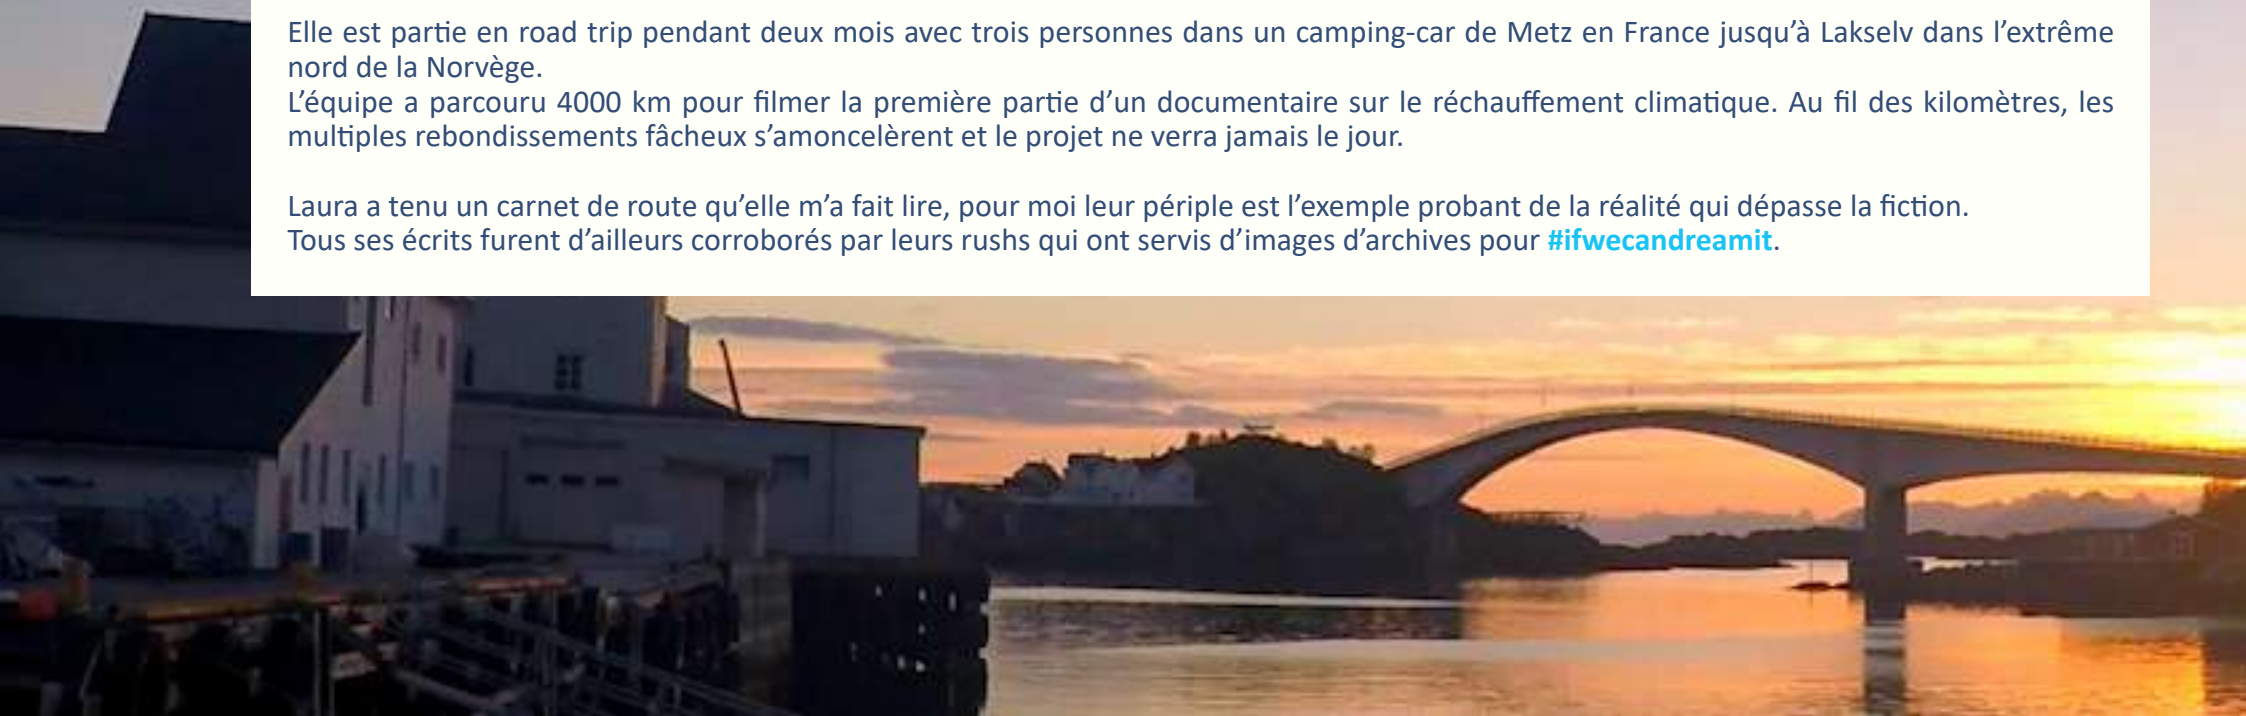 Elle est partie en road trip pendant deux mois avec trois personnes dans un camping-car de Metz en France jusqu’à Lakselv dans l’extrême
nord de la Norvège.
L’équipe a parcouru 4000 km pour filmer la première partie d’un documentaire sur le réchauffement climatique. Au fil des kilomètres, les
multiples rebondissements fâcheux s’amoncelèrent et le projet ne verra jamais le jour.
Laura a tenu un carnet de route qu’elle m’a fait lire, pour moi leur périple est l’exemple probant de la réalité qui dépasse la fiction.
Tous ses écrits furent d’ailleurs corroborés par leurs rushs qui ont servis d’images d’archives pour #ifwecandreamit.